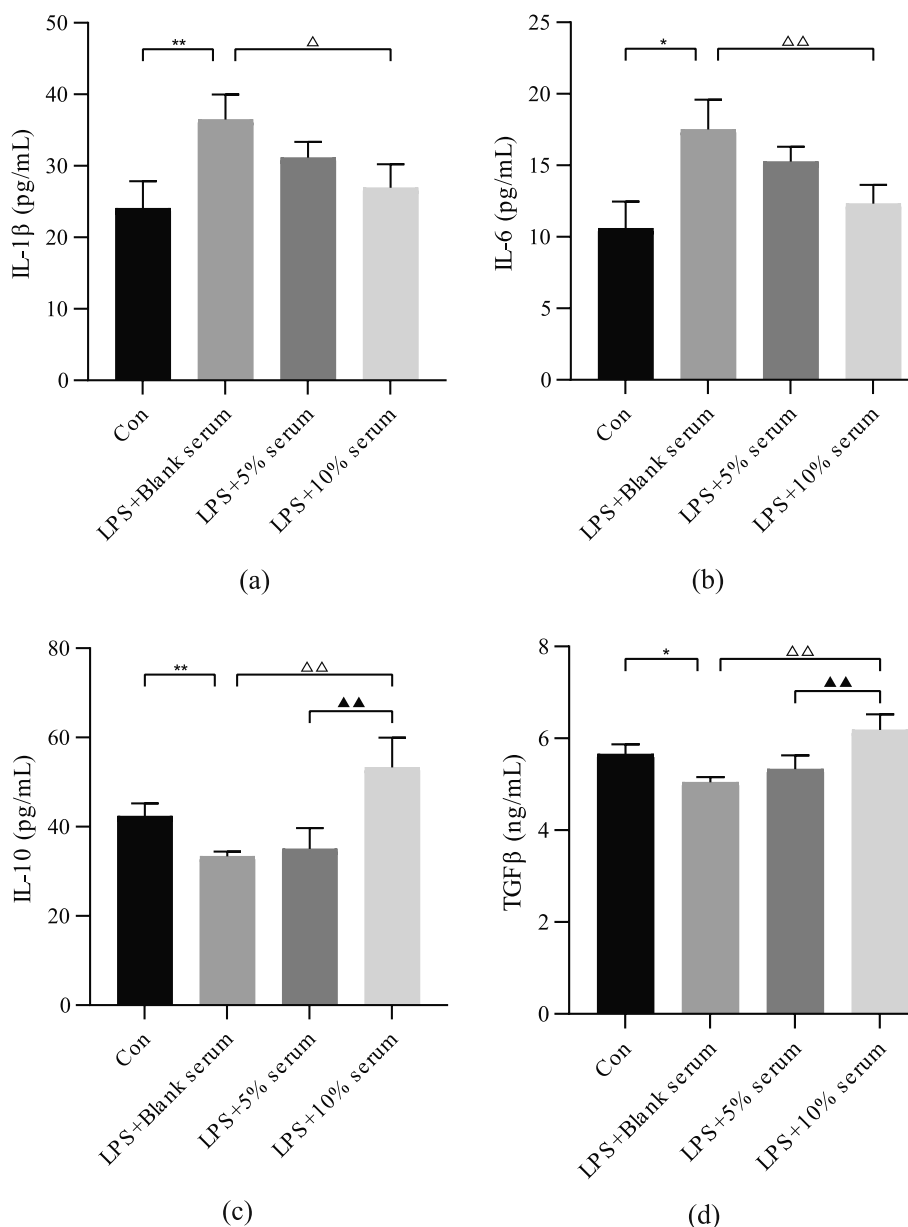 50
40
30
20
10
0
IL-1β (pg/mL)
**
△
Con
LPS+Blank serum
LPS+5% serum
LPS+10% serum
(a)
25
20
15
10
5
0
IL-6 (pg/mL)
*
△△
Con
LPS+Blank serum
LPS+5% serum
LPS+10% serum
(b)
80
60
40
20
0
IL-10 (pg/mL)
**
△△
▲▲
Con
LPS+Blank serum
LPS+5% serum
LPS+10% serum
(c)
8
6
4
2
0
TGFβ (ng/mL)
*
△△
▲▲
Con
LPS+Blank serum
LPS+5% serum
LPS+10% serum
(d)